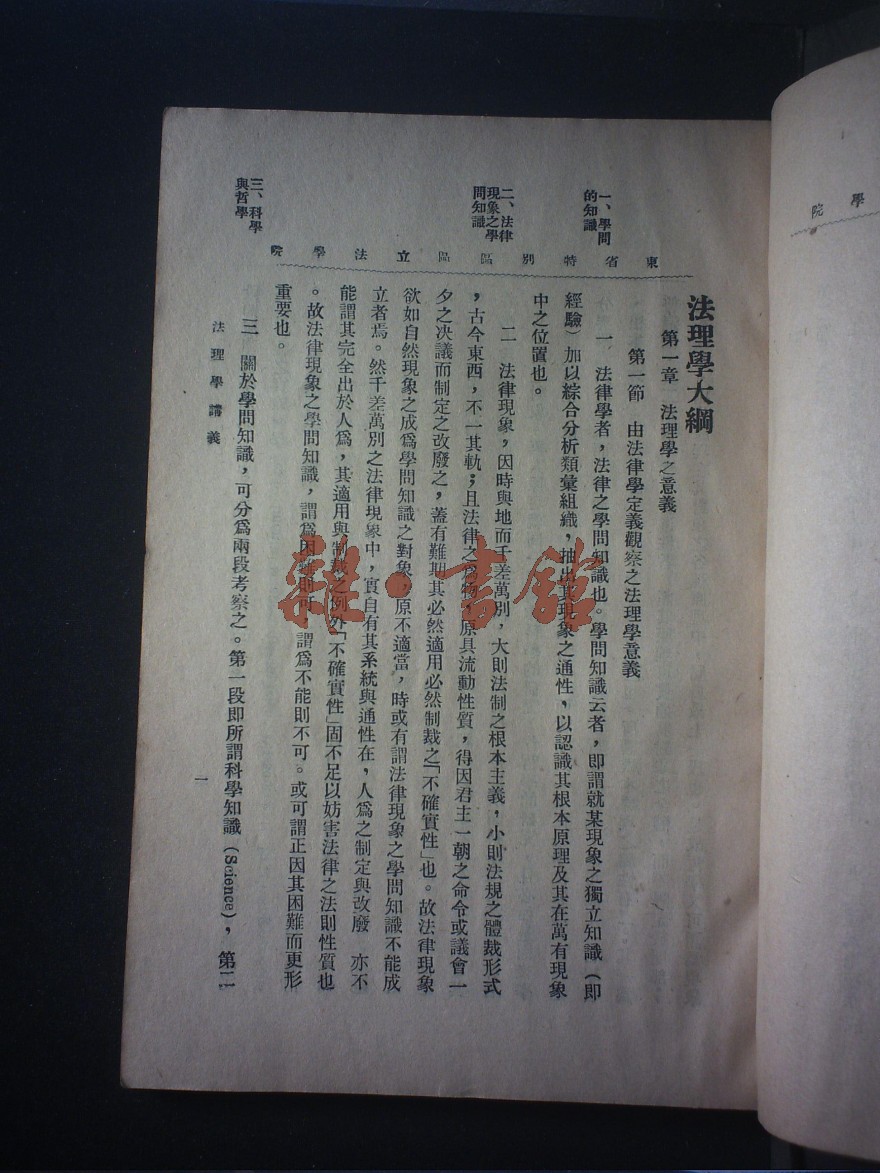 學院
一、學問
的知識
二、法律
現象之學
問知識
三、科學
與哲學
東省特別區區立法學院
法理學大綱
第一章 法理學之意義
第一節 由法律學定義觀察之法理學意義
一 法律學者，法律之學問知識也。學問知識云者，即謂就某現象之獨立知識（即
經驗）加以綜合分析類彙組織，抽出其現象之通性，以認識其根本原理及其在萬有現象
中之位置也。
二 法律現象，因時與地而千差萬別，大則法制之根本主義，小則法規之體裁形式
，古今東西，不一其軌；且法律之爲物，原具流動性質，得因君主一朝之命令或議會一
夕之决議而制定之改廢之，蓋有難期其必然適用必然制裁之「不確實性」也。故法律現象
欲如自然現象之成爲學問知識之對象，原不適當，時或有謂法律現象之學問知識不能成
立者焉。然千差萬別之法律現象中，實自有其系統與通性在，人爲之制定與改廢 亦不
能謂其完全出於人爲，其適用與制裁之例外「不確實性」固不足以妨害法律之法則性質也
。故法律現象之學問知識，謂爲困難則可，謂爲不能則不可。或可謂正因其困難而更形
重要也。
三 關於學問知識，可分爲兩段考察之。第一段即所謂科學知識（Science），第二
法理學講義
一
雜·書館